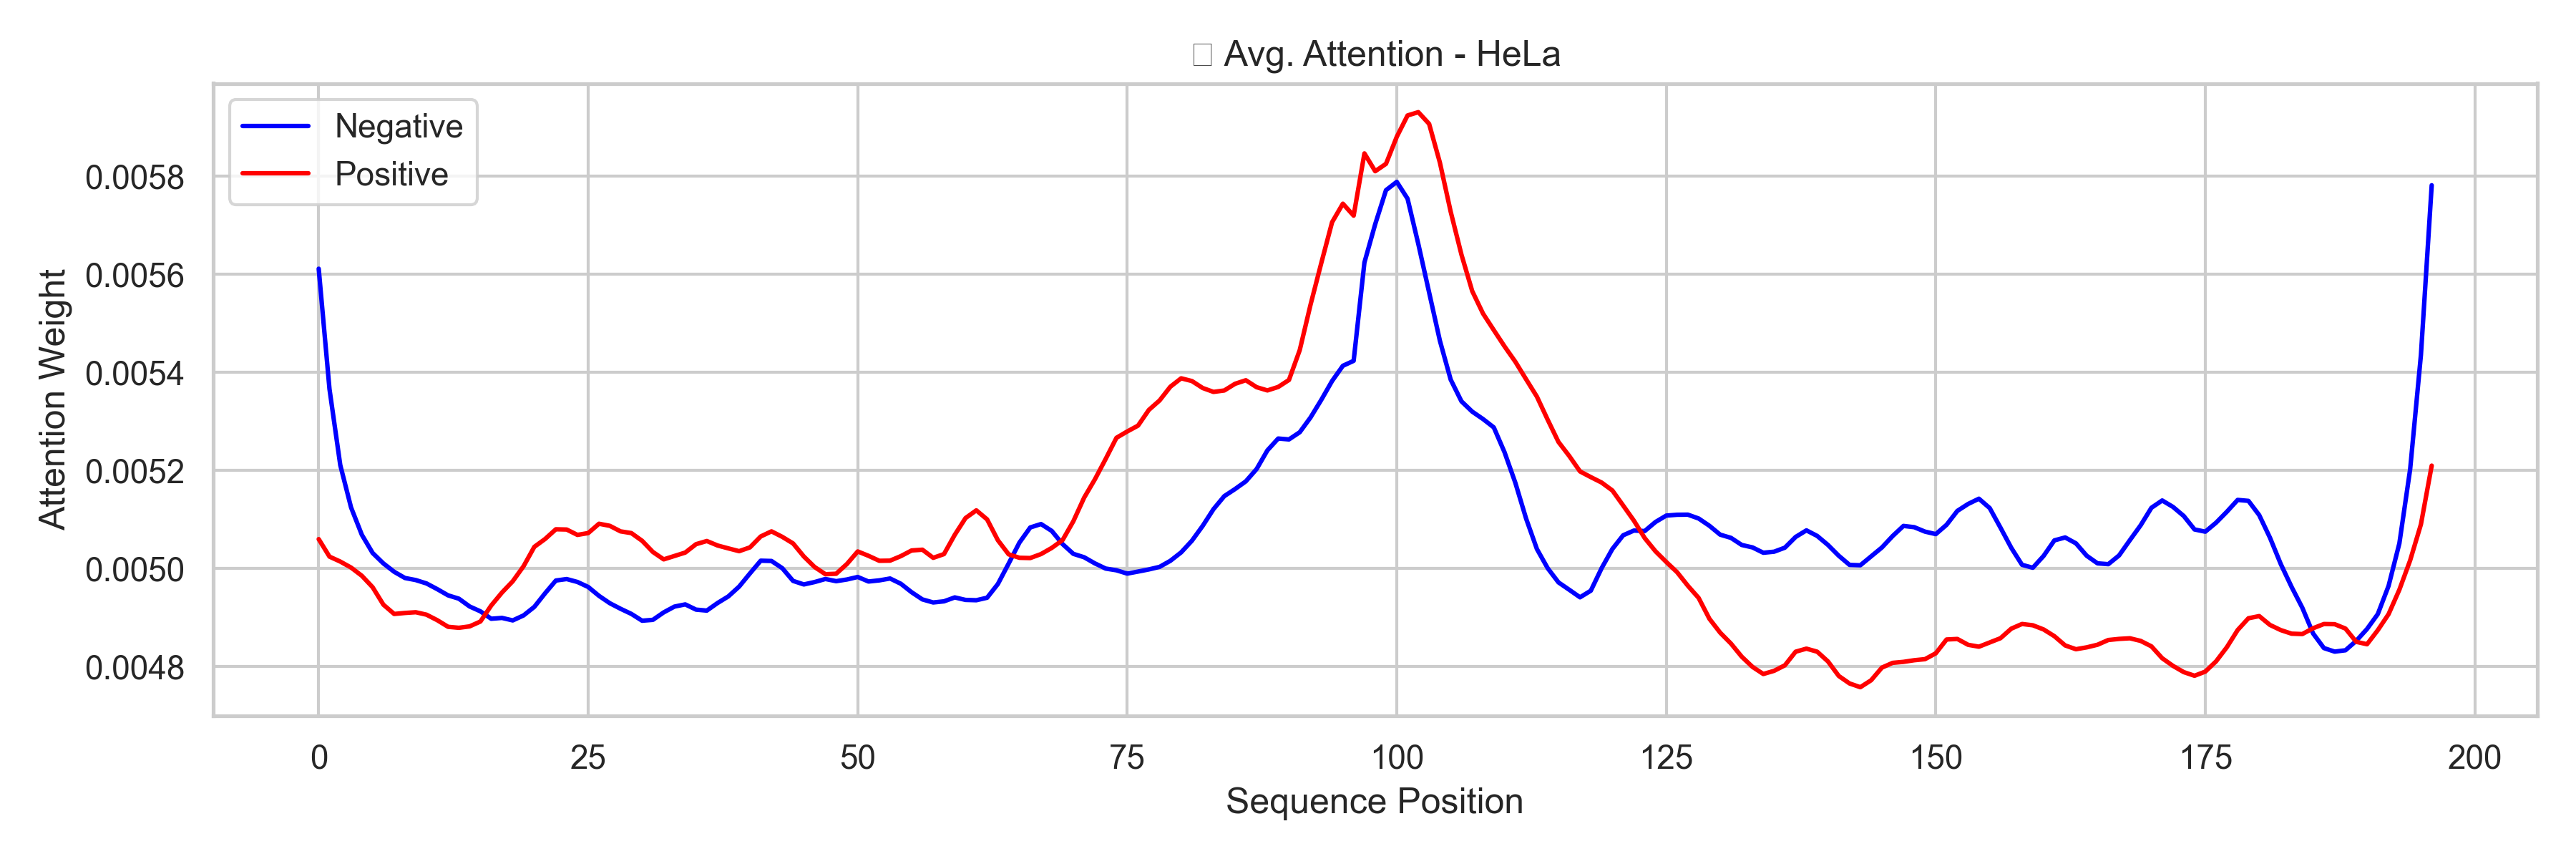 ▯ Avg. Attention - HeLa
Negative
Positive
0.0058
0.0056
0.0054
0.0052
0.0050
0.0048
Attention Weight
0 25 50 75 100 125 150 175 200
Sequence Position